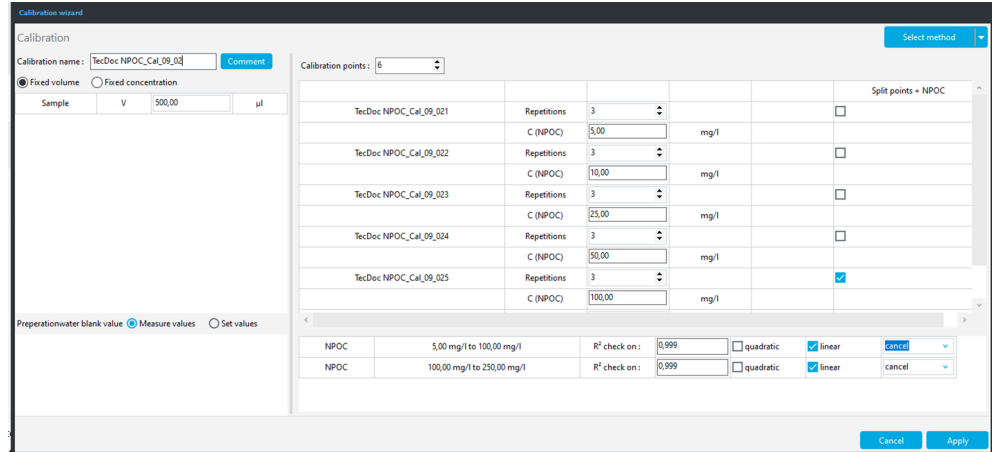 Calibration wizard
Calibration
Select method
Calibration name : TecDoc NPOC_Cal_09_02 Comment
Calibration points : 6
Fixed volume Fixed concentration
Sample V 500,00 µl
Split points + NPOC
TecDoc NPOC_Cal_09_021 Repetitions 3
C (NPOC) 5,00 mg/l
TecDoc NPOC_Cal_09_022 Repetitions 3
C (NPOC) 10,00 mg/l
TecDoc NPOC_Cal_09_023 Repetitions 3
C (NPOC) 25,00 mg/l
TecDoc NPOC_Cal_09_024 Repetitions 3
C (NPOC) 50,00 mg/l
TecDoc NPOC_Cal_09_025 Repetitions 3
C (NPOC) 100,00 mg/l
Preperationwater blank value Measure values Set values
NPOC 5,00 mg/l to 100,00 mg/l R² check on : 0,999 quadratic linear cancel
NPOC 100,00 mg/l to 250,00 mg/l R² check on : 0,999 quadratic linear cancel
Cancel Apply